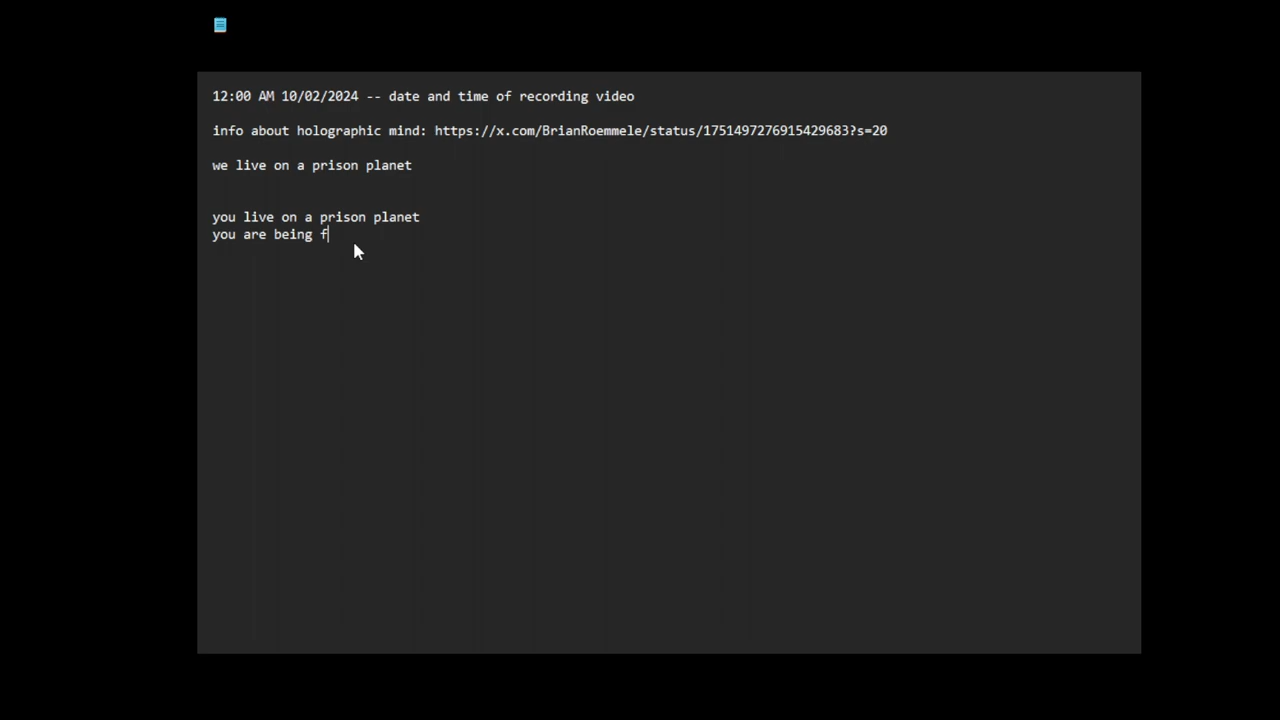 12:00 AM 10/02/2024 -- date and time of recording video
info about holographic mind: https://x.com/BrianRoemmele/status/1751497276915429683?s=20
we live on a prison planet
you live on a prison planet
you are being f